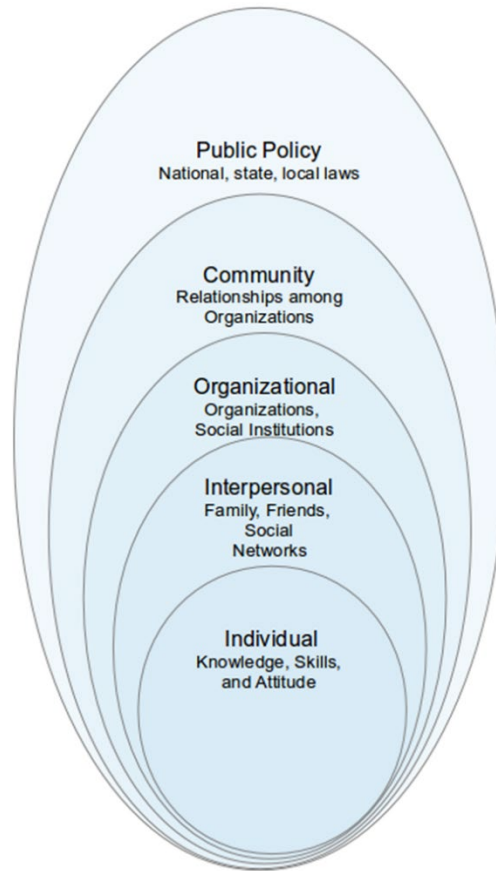 Public Policy
National, state, local laws
Community
Relationships among
Organizations
Organizational
Organizations,
Social Institutions
Interpersonal
Family, Friends,
Social
Networks
Individual
Knowledge, Skills,
and Attitude